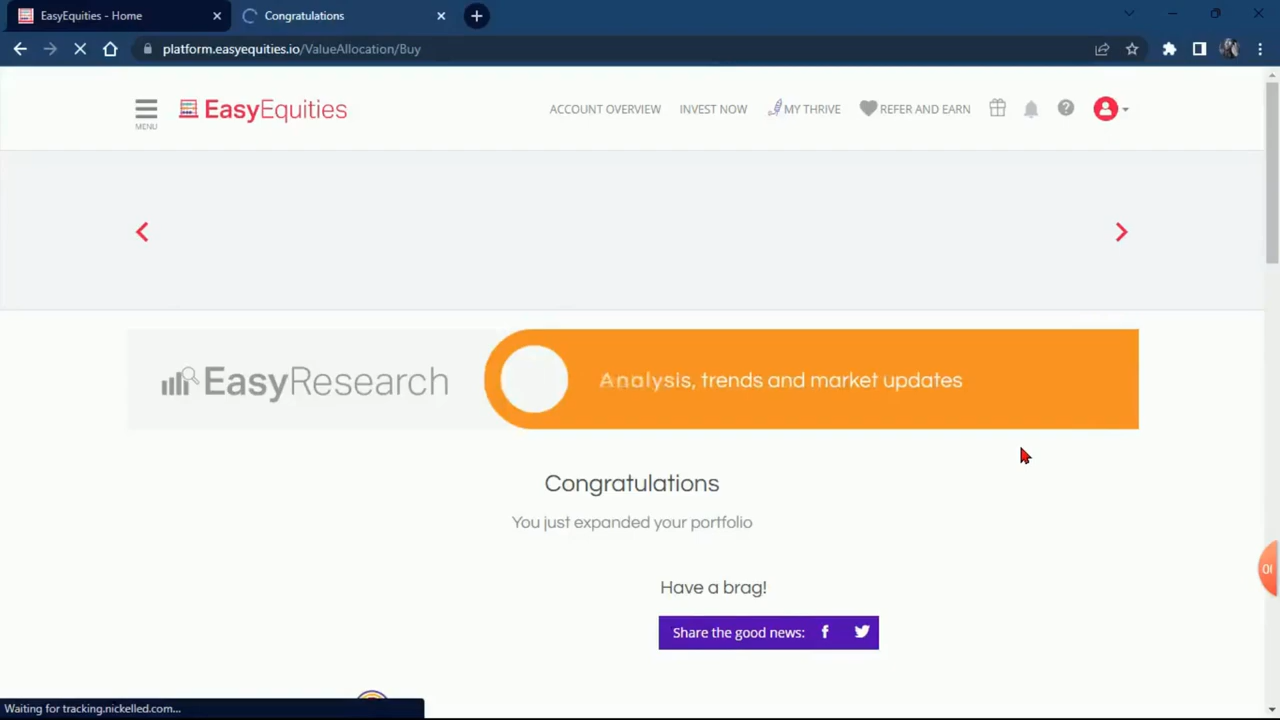 EasyEquities - Home
Congratulations
platform.easyequities.io/ValueAllocation/Buy
MENU
EasyEquities
ACCOUNT OVERVIEW
INVEST NOW
MY THRIVE
REFER AND EARN
EasyResearch
Analysis, trends and market updates
Congratulations
You just expanded your portfolio
Have a brag!
Share the good news:
Waiting for tracking.nickelled.com...